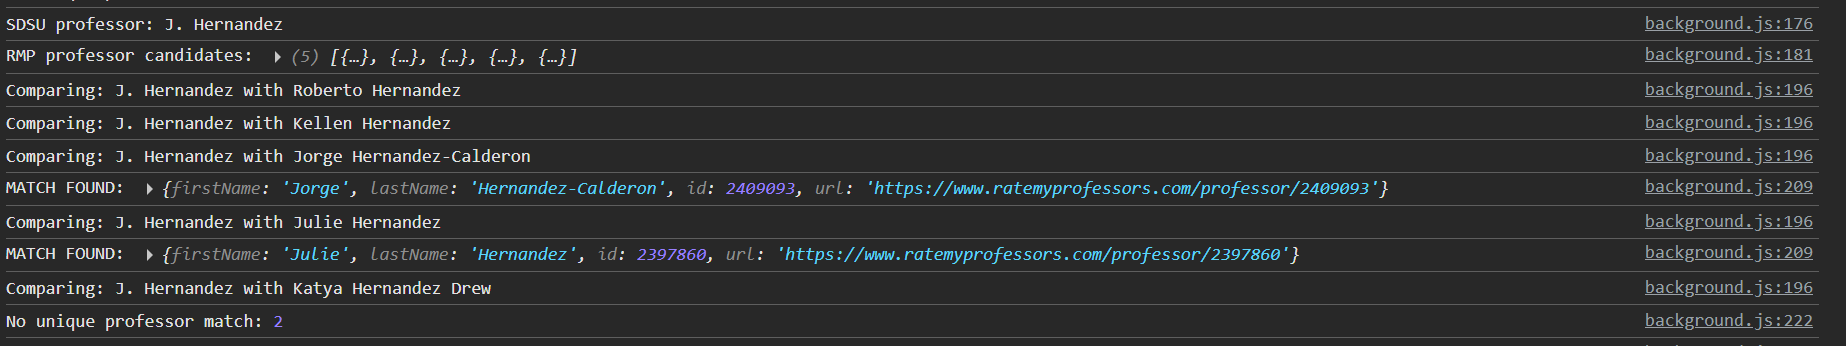 SDSU professor: J. Hernandez background.js:176
RMP professor candidates: ▶ (5) [{…}, {…}, {…}, {…}, {…}] background.js:181
Comparing: J. Hernandez with Roberto Hernandez background.js:196
Comparing: J. Hernandez with Kellen Hernandez background.js:196
Comparing: J. Hernandez with Jorge Hernandez-Calderon background.js:196
MATCH FOUND: ▶ {firstName: 'Jorge', lastName: 'Hernandez-Calderon', id: 2409093, url: 'https://www.ratemyprofessors.com/professor/2409093'} background.js:209
Comparing: J. Hernandez with Julie Hernandez background.js:196
MATCH FOUND: ▶ {firstName: 'Julie', lastName: 'Hernandez', id: 2397860, url: 'https://www.ratemyprofessors.com/professor/2397860'} background.js:209
Comparing: J. Hernandez with Katya Hernandez Drew background.js:196
No unique professor match: 2 background.js:222